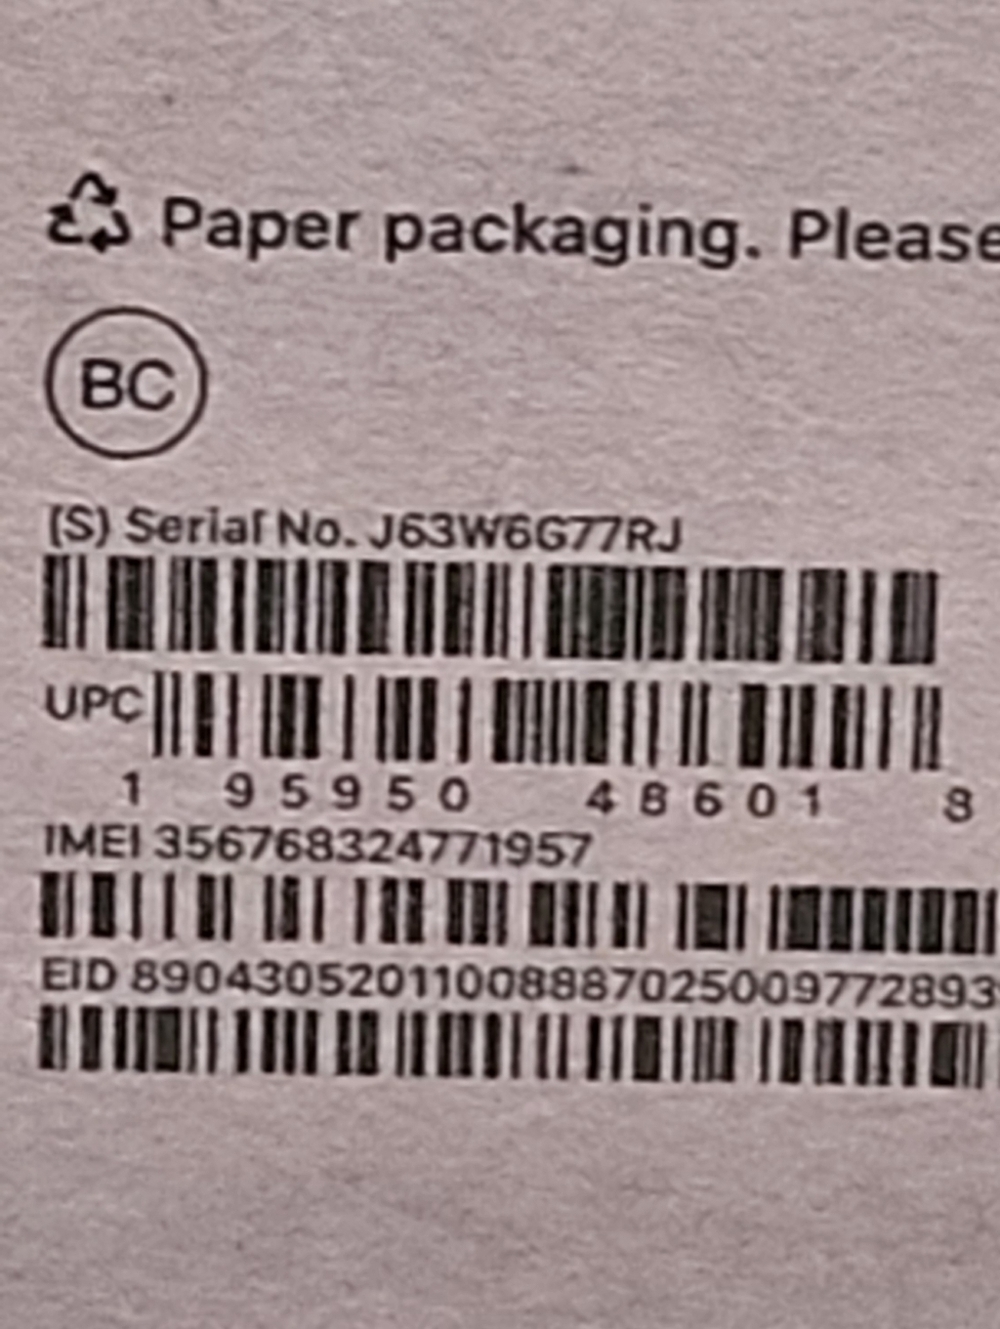 Paper packaging. Please
BC
(S) Serial No. J63W6G77RJ
UPC
1 95950 48601 8
IMEI 356768324771957
EID 89043052011008887025009772893